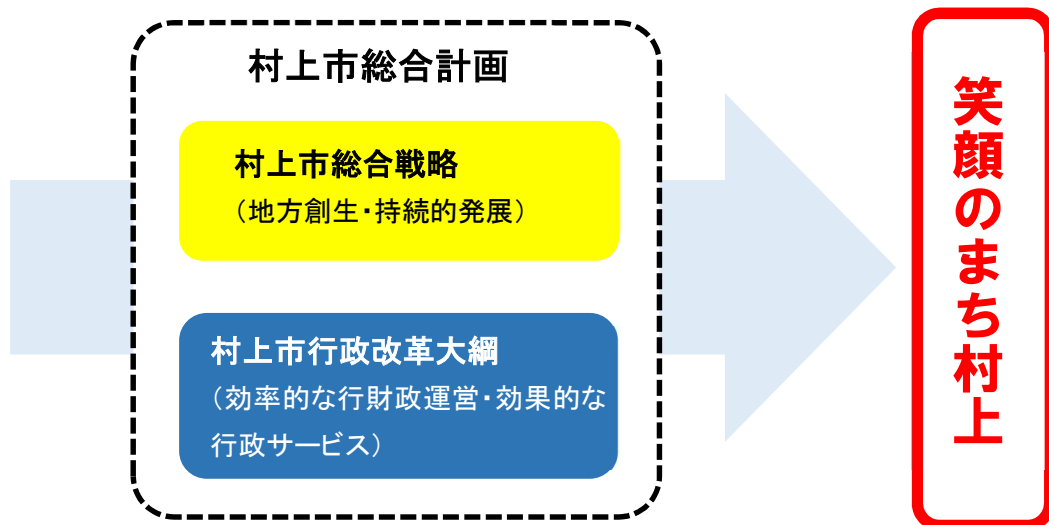 村上市総合計画
村上市総合戦略
（地方創生・持続的発展）
村上市行政改革大綱
（効率的な行財政運営・効果的な
行政サービス）
笑顔のまち村上